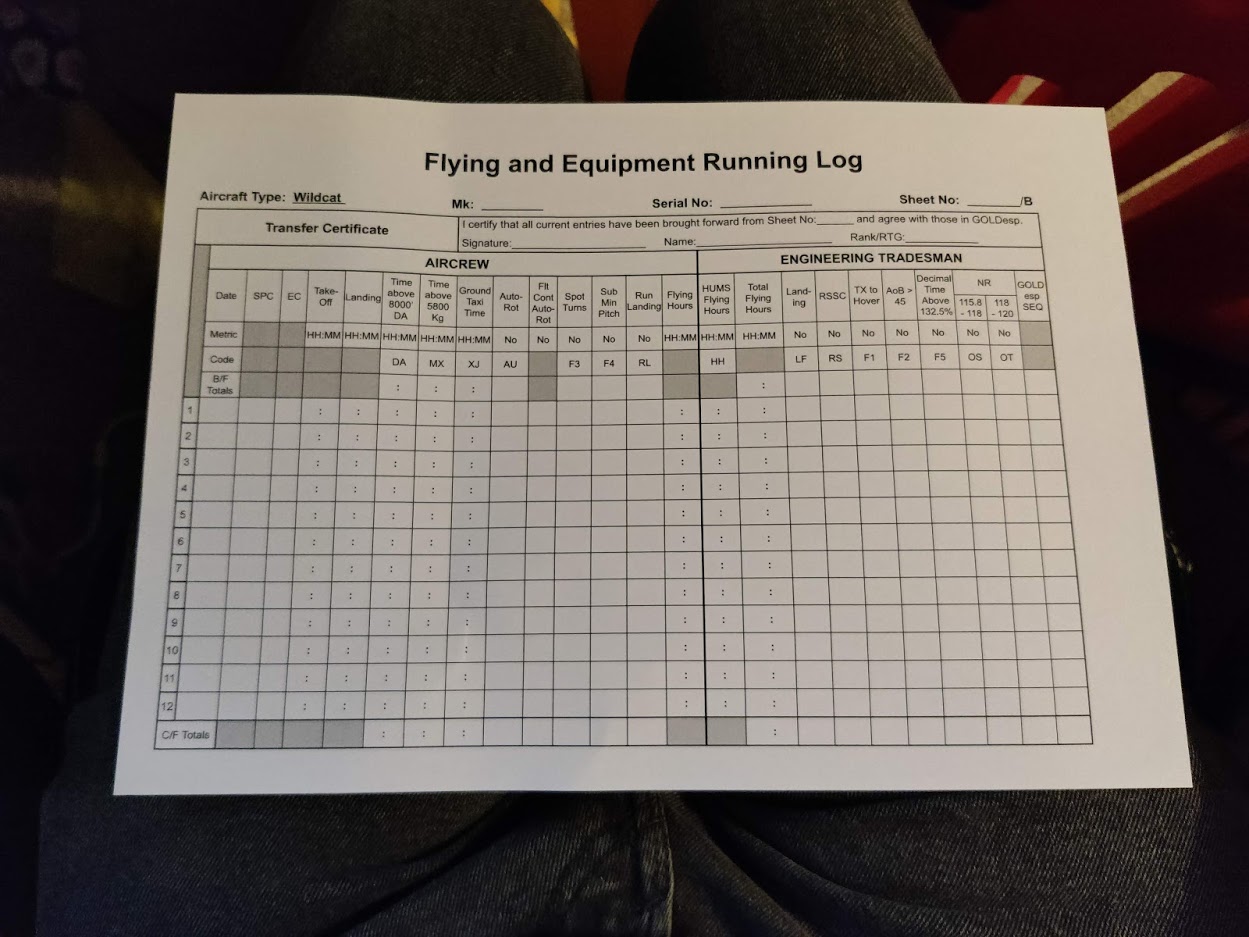 Flying and Equipment Running Log
Aircraft Type: Wildcat Mk: ________ Serial No: ____________ Sheet No: _______/B
Transfer Certificate
I certify that all current entries have been brought forward from Sheet No:______ and agree with those in GOLDesp.
Signature:____________________ Name:____________________ Rank/RTG:___________
AIRCREW ENGINEERING TRADESMAN
Date SPC EC Take-Off Landing Time above 8000' DA Time above 5800 Kg Ground Taxi Time Auto-Rot Flt Cont Auto-Rot Spot Turns Sub Min Pitch Run Landing Flying Hours HUMS Flying Hours Total Flying Hours Land-ing RSSC TX to Hover AoB > 45 Decimal Time Above 132.5% NR 115.8 - 118 118 - 120 GOLD esp SEQ
Metric HH:MM HH:MM HH:MM HH:MM HH:MM No No No No No HH:MM HH:MM HH:MM No No No No No No No
Code DA MX XJ AU F3 F4 RL HH LF RS F1 F2 F5 OS OT
B/F Totals : : : :
1 : : : : : : : :
2 : : : : : : : :
3 : : : : : : : :
4 : : : : : : : :
5 : : : : : : : :
6 : : : : : : : :
7 : : : : : : : :
8 : : : : : : : :
9 : : : : : : : :
10 : : : : : : : :
11 : : : : : : : :
12 : : : : : : : :
C/F Totals : : : :